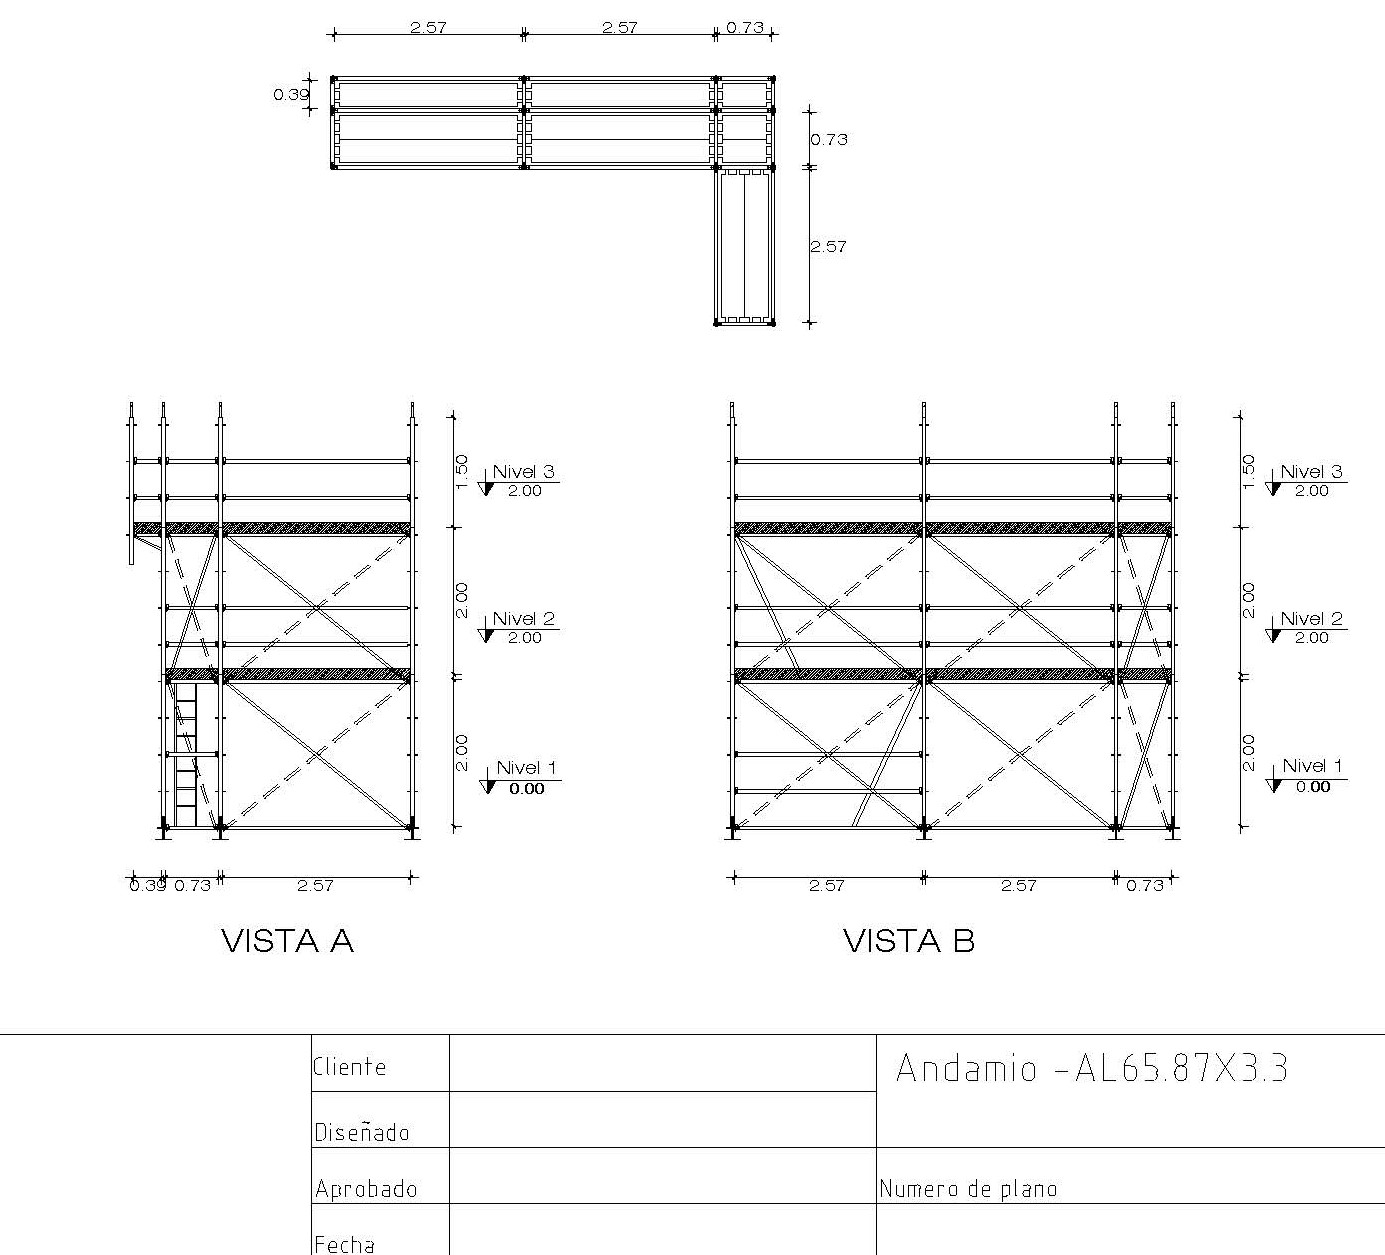 2.57 2.57 0.73
0.39
0.73
2.57
1.50 Nivel 3
2.00
2.00 Nivel 2
2.00
2.00 Nivel 1
0.00
0.39 0.73 2.57
VISTA A
1.50 Nivel 3
2.00
2.00 Nivel 2
2.00
2.00 Nivel 1
0.00
2.57 2.57 0.73
VISTA B
Cliente
Andamio -AL65.87X3.3
Diseñado
Aprobado
Numero de plano
Fecha